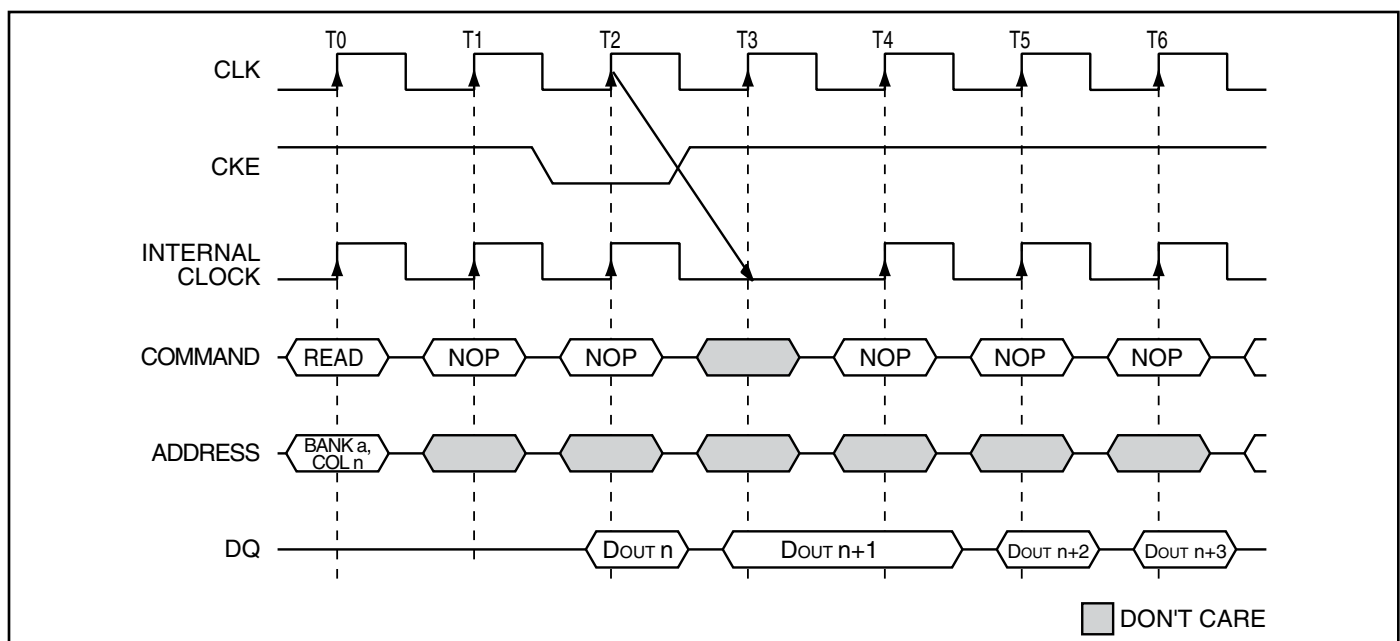 T0 T1 T2 T3 T4 T5 T6
CLK
CKE
INTERNAL
CLOCK
COMMAND READ NOP NOP NOP NOP NOP
ADDRESS BANK a,
COL n
DQ DOUT n DOUT n+1 DOUT n+2 DOUT n+3
DON'T CARE